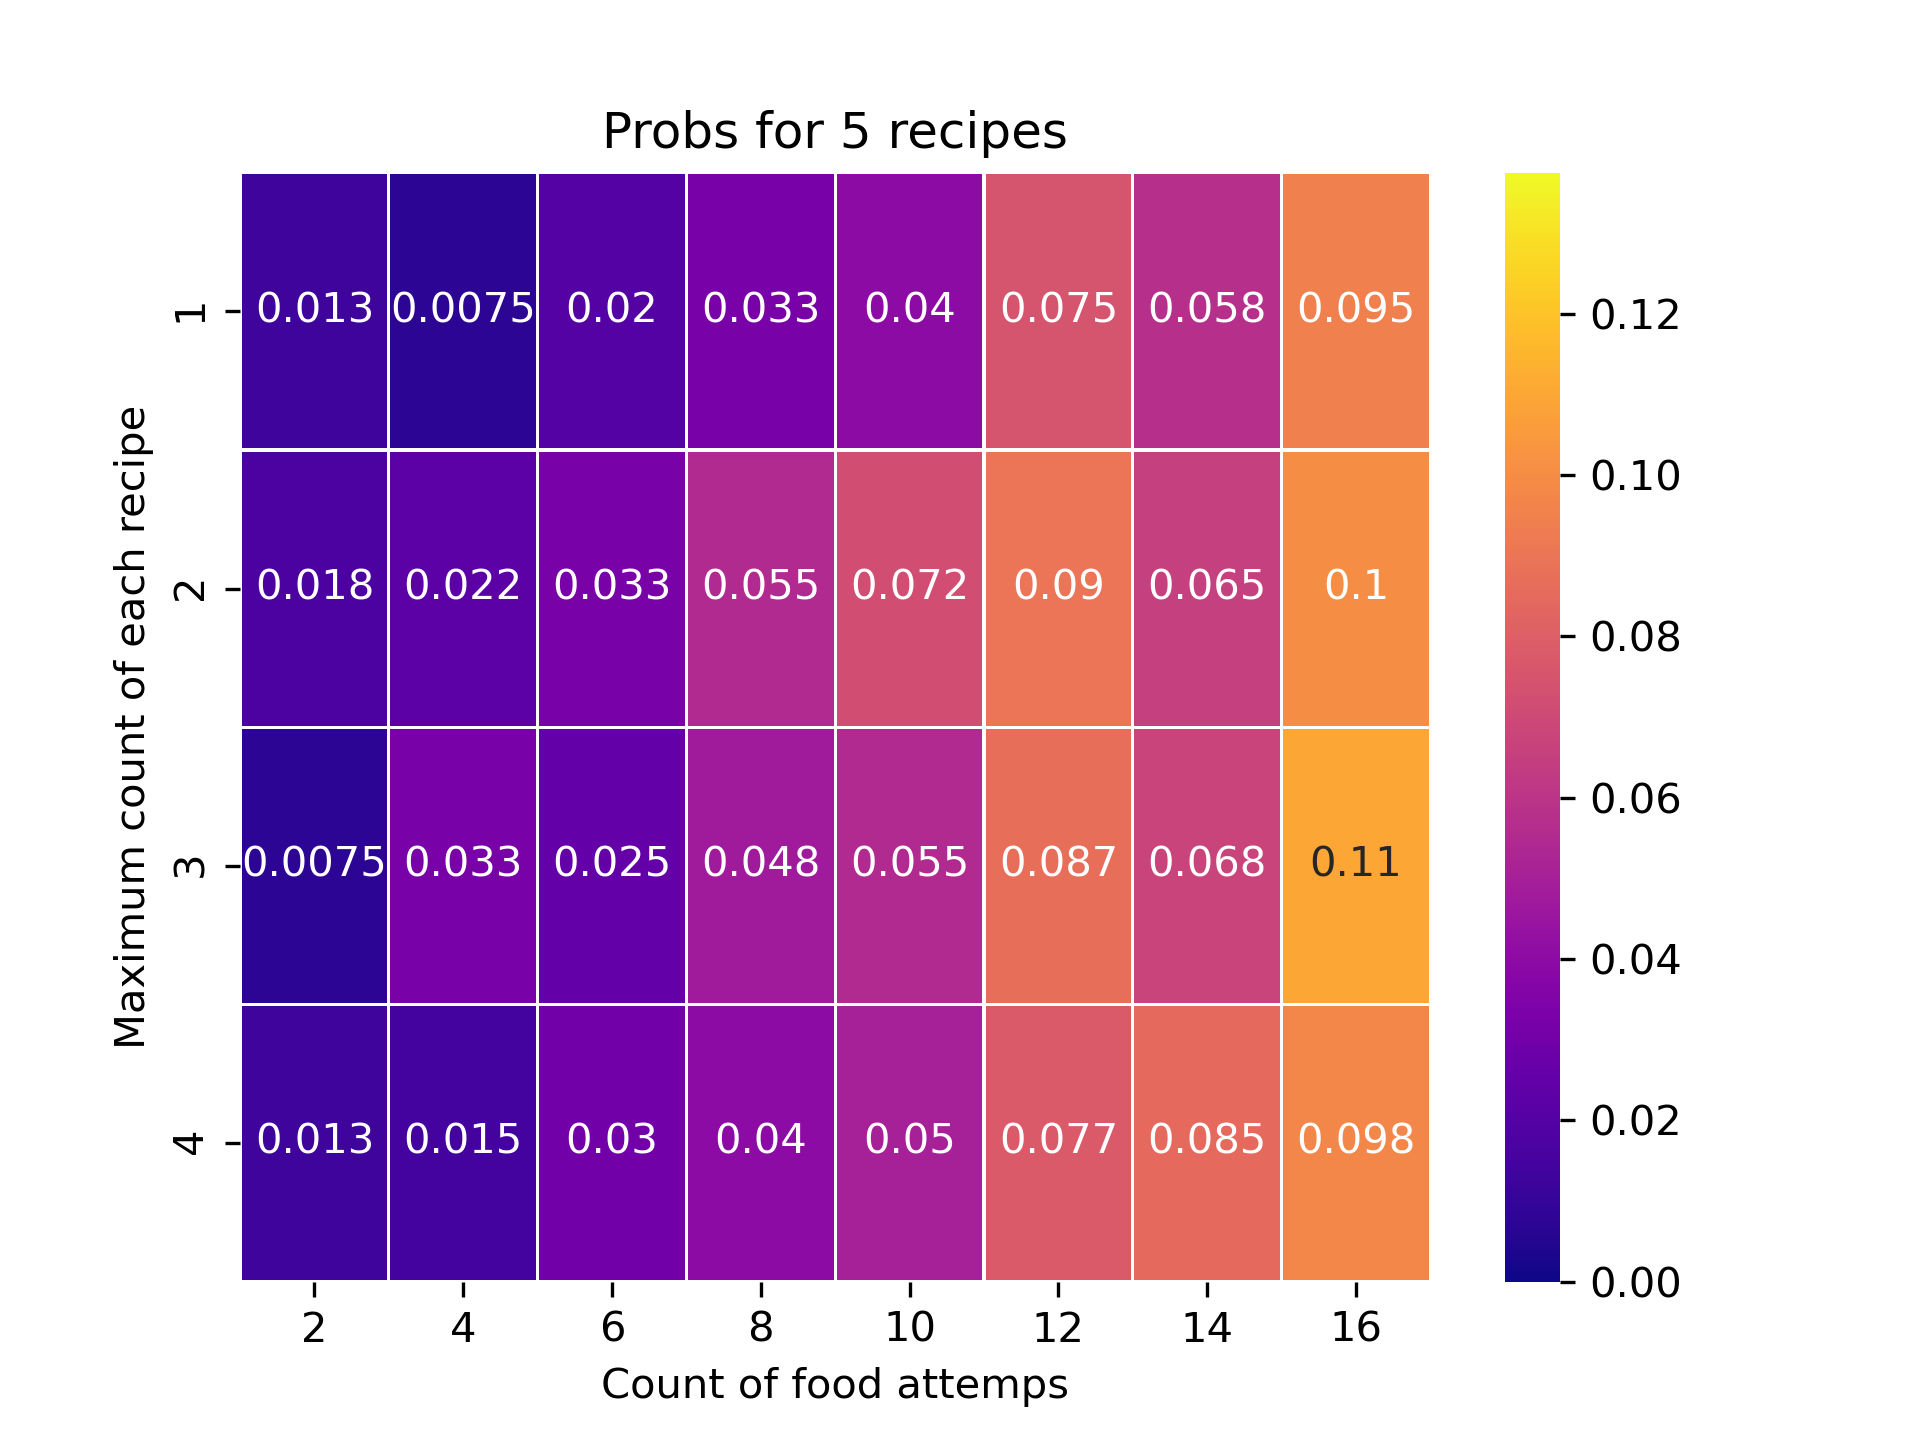 Probs for 5 recipes
Maximum count of each recipe
1
0.013 0.0075 0.02 0.033 0.04 0.075 0.058 0.095
2
0.018 0.022 0.033 0.055 0.072 0.09 0.065 0.1
3
0.0075 0.033 0.025 0.048 0.055 0.087 0.068 0.11
4
0.013 0.015 0.03 0.04 0.05 0.077 0.085 0.098
2 4 6 8 10 12 14 16
Count of food attemps
0.12
0.10
0.08
0.06
0.04
0.02
0.00